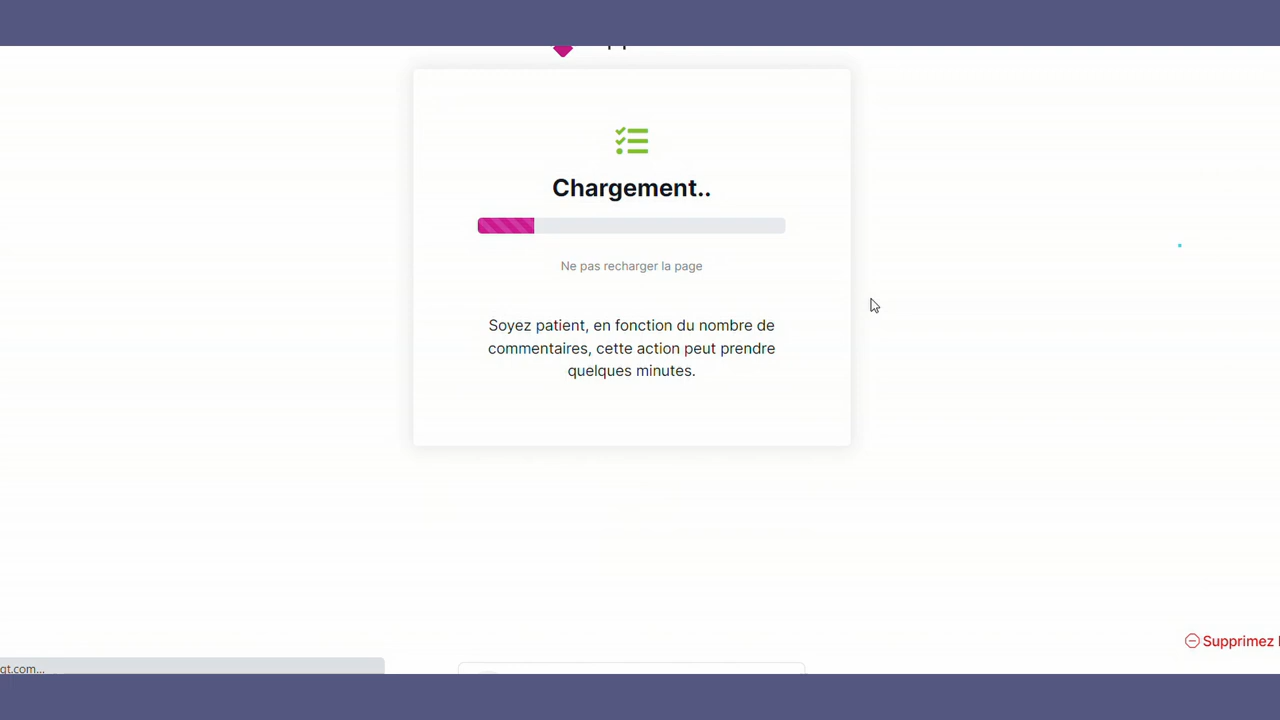 Chargement..
Ne pas recharger la page
Soyez patient, en fonction du nombre de
commentaires, cette action peut prendre
quelques minutes.
Supprimez
gt.com...